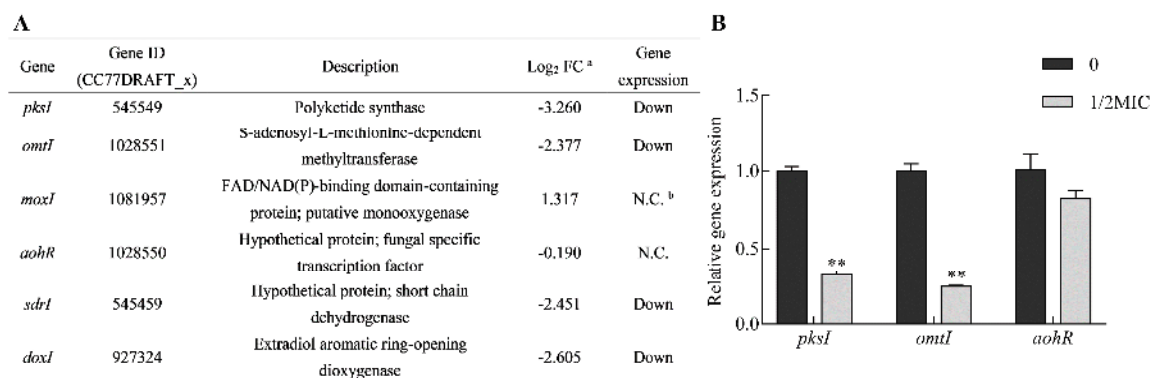 A
Gene
Gene ID
(CC77DRAFT_x)
Description
Log₂ FC ᵃ
Gene
expression
pksI 545549 Polyketide synthase -3.260 Down
omtI 1028551 S-adenosyl-L-methionine-dependent
methyltransferase -2.377 Down
moxI 1081957 FAD/NAD(P)-binding domain-containing
protein; putative monooxygenase 1.317 N.C. ᵇ
aohR 1028550 Hypothetical protein; fungal specific
transcription factor -0.190 N.C.
sdrI 545459 Hypothetical protein; short chain
dehydrogenase -2.451 Down
doxI 927324 Extradiol aromatic ring-opening
dioxygenase -2.605 Down
B
0
1/2MIC
Relative gene expression
1.5
1.0
0.5
0.0
**
**
pksI omtI aohR